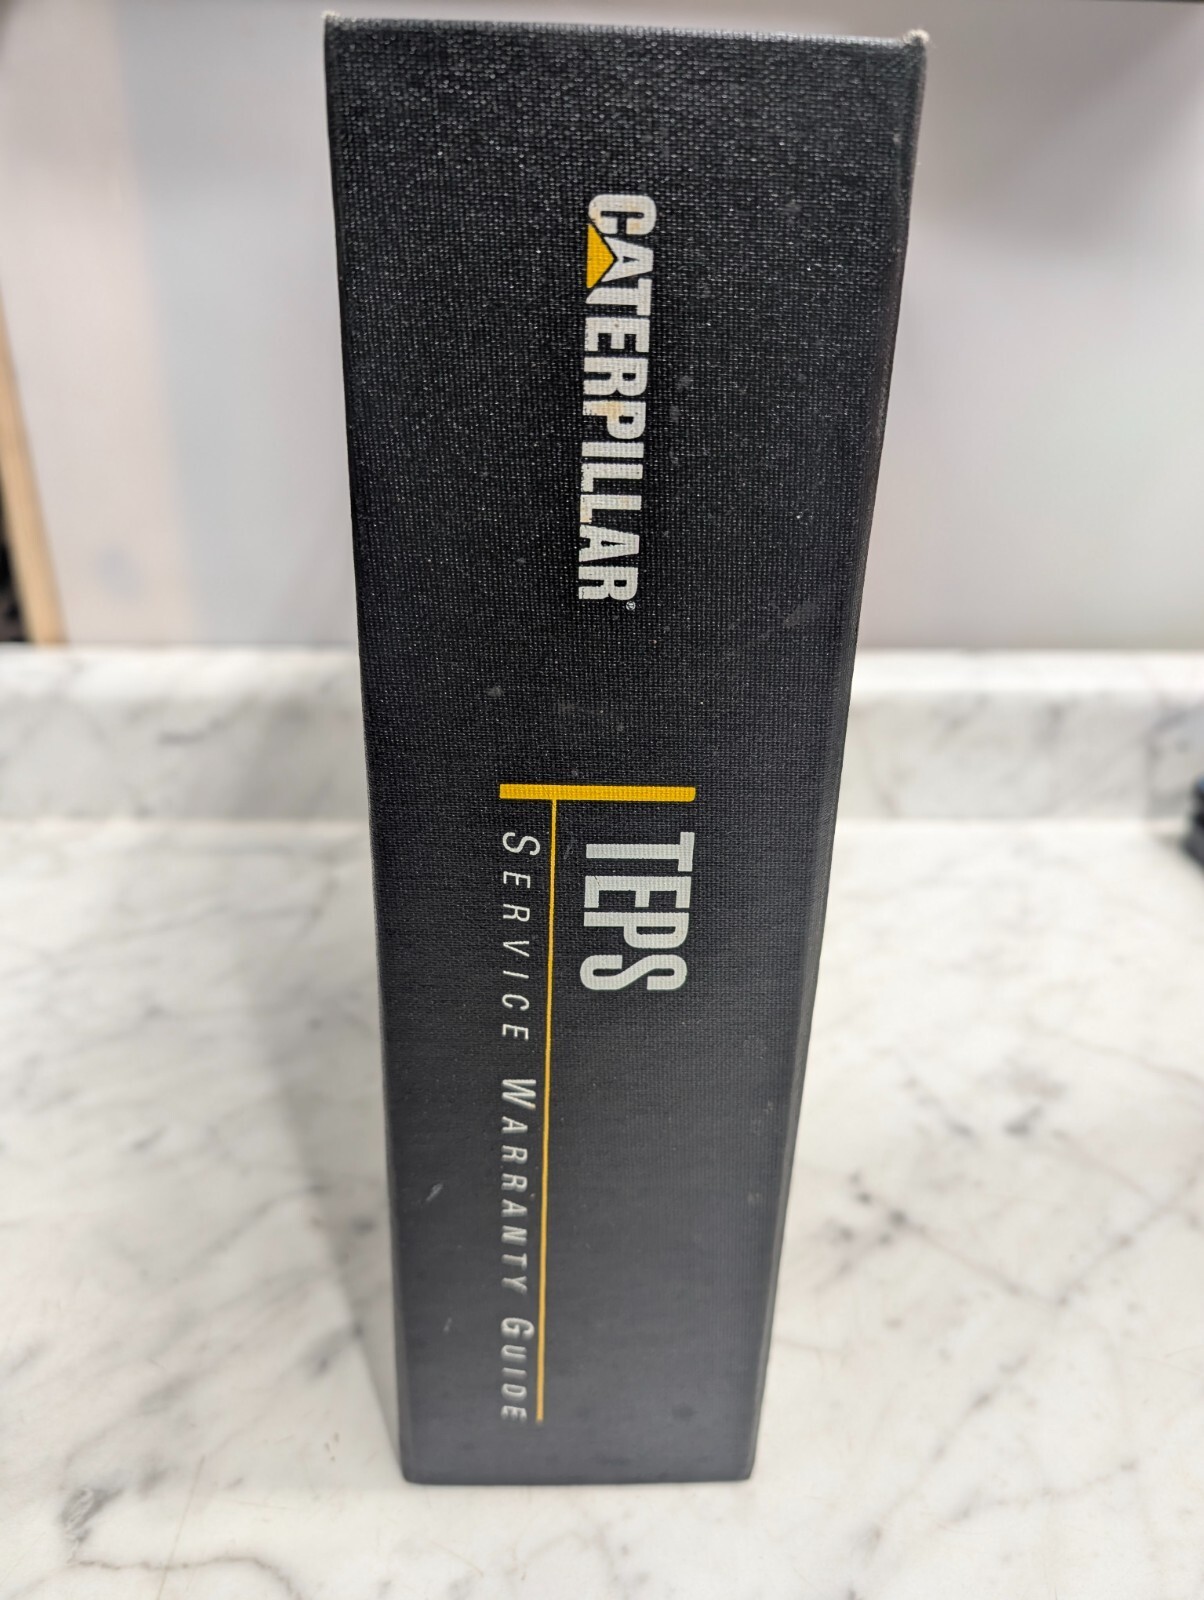 CATERPILLAR®
TEPS
SERVICE WARRANTY GUIDE